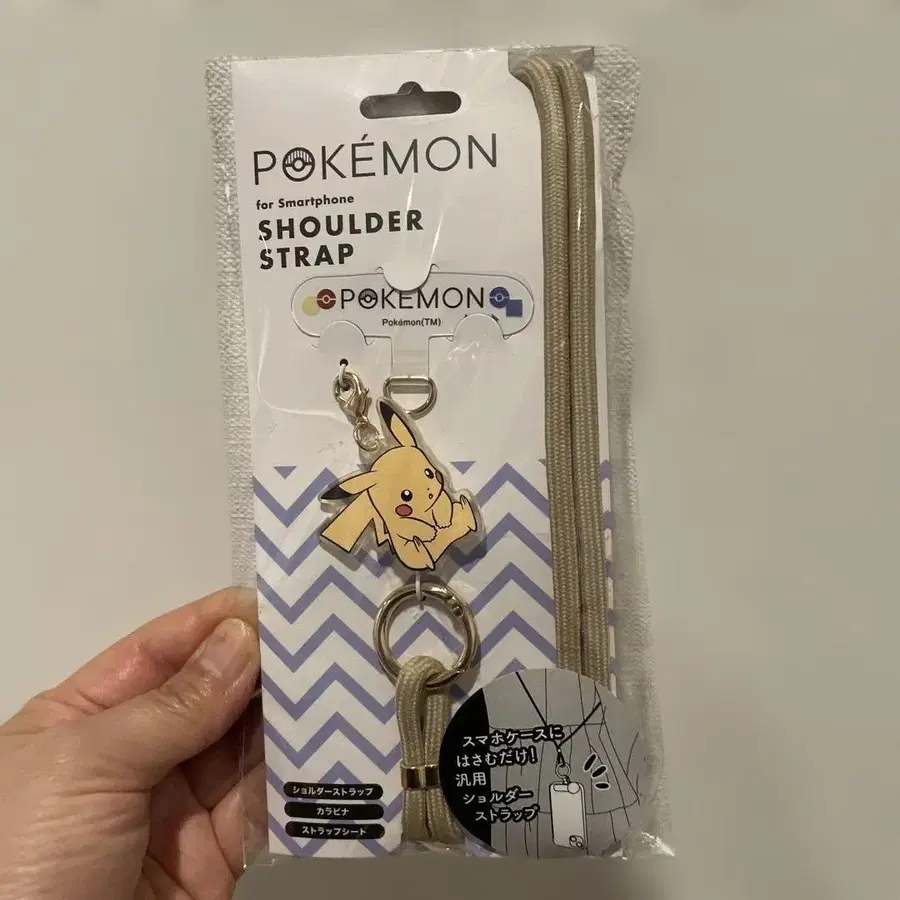 POKÉMON
for Smartphone
SHOULDER
STRAP
POKÉMON
Pokémon(TM)
スマホケースに
はさむだけ!
汎用
ショルダー
ストラップ
ショルダーストラップ
カラビナ
ストラップシート